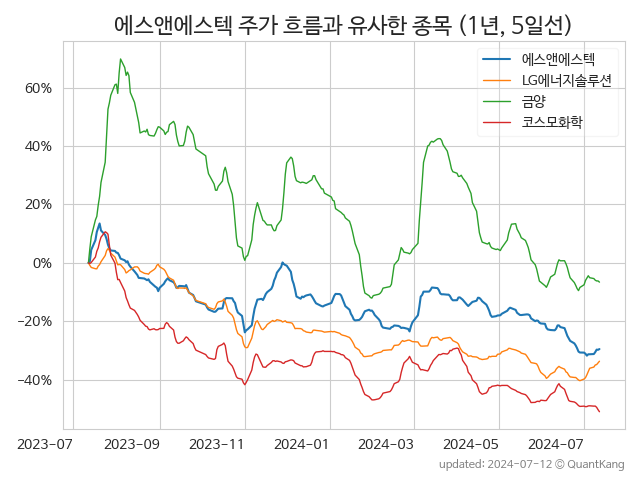 에스앤에스텍 주가 흐름과 유사한 종목 (1년, 5일선)
에스앤에스텍
LG에너지솔루션
금양
코스모화학
60%
40%
20%
0%
−20%
−40%
2023-07 2023-09 2023-11 2024-01 2024-03 2024-05 2024-07
updated: 2024-07-12 © QuantKang